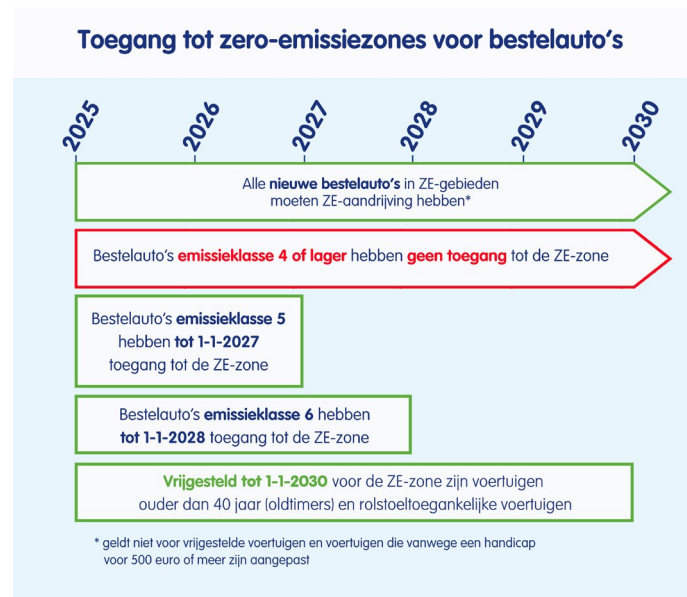 Toegang tot zero-emissiezones voor bestelauto's
2025
2026
2027
2028
2029
2030
Alle nieuwe bestelauto's in ZE-gebieden
moeten ZE-aandrijving hebben*
Bestelauto's emissieklasse 4 of lager hebben geen toegang tot de ZE-zone
Bestelauto's emissieklasse 5
hebben tot 1-1-2027
toegang tot de ZE-zone
Bestelauto's emissieklasse 6 hebben
tot 1-1-2028 toegang tot de ZE-zone
Vrijgesteld tot 1-1-2030 voor de ZE-zone zijn voertuigen
ouder dan 40 jaar (oldtimers) en rolstoeltoegankelijke voertuigen
* geldt niet voor vrijgestelde voertuigen en voertuigen die vanwege een handicap
voor 500 euro of meer zijn aangepast